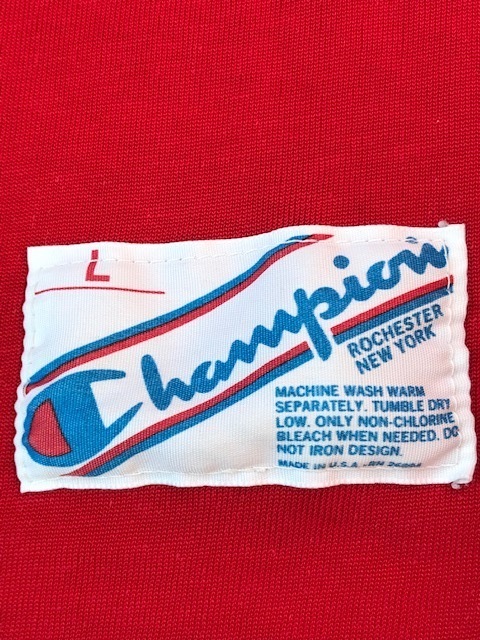 L
Champion
ROCHESTER
NEW YORK
MACHINE WASH WARM
SEPARATELY. TUMBLE DRY
LOW. ONLY NON-CHLORINE
BLEACH WHEN NEEDED. DO
NOT IRON DESIGN.
MADE IN U.S.A. RN